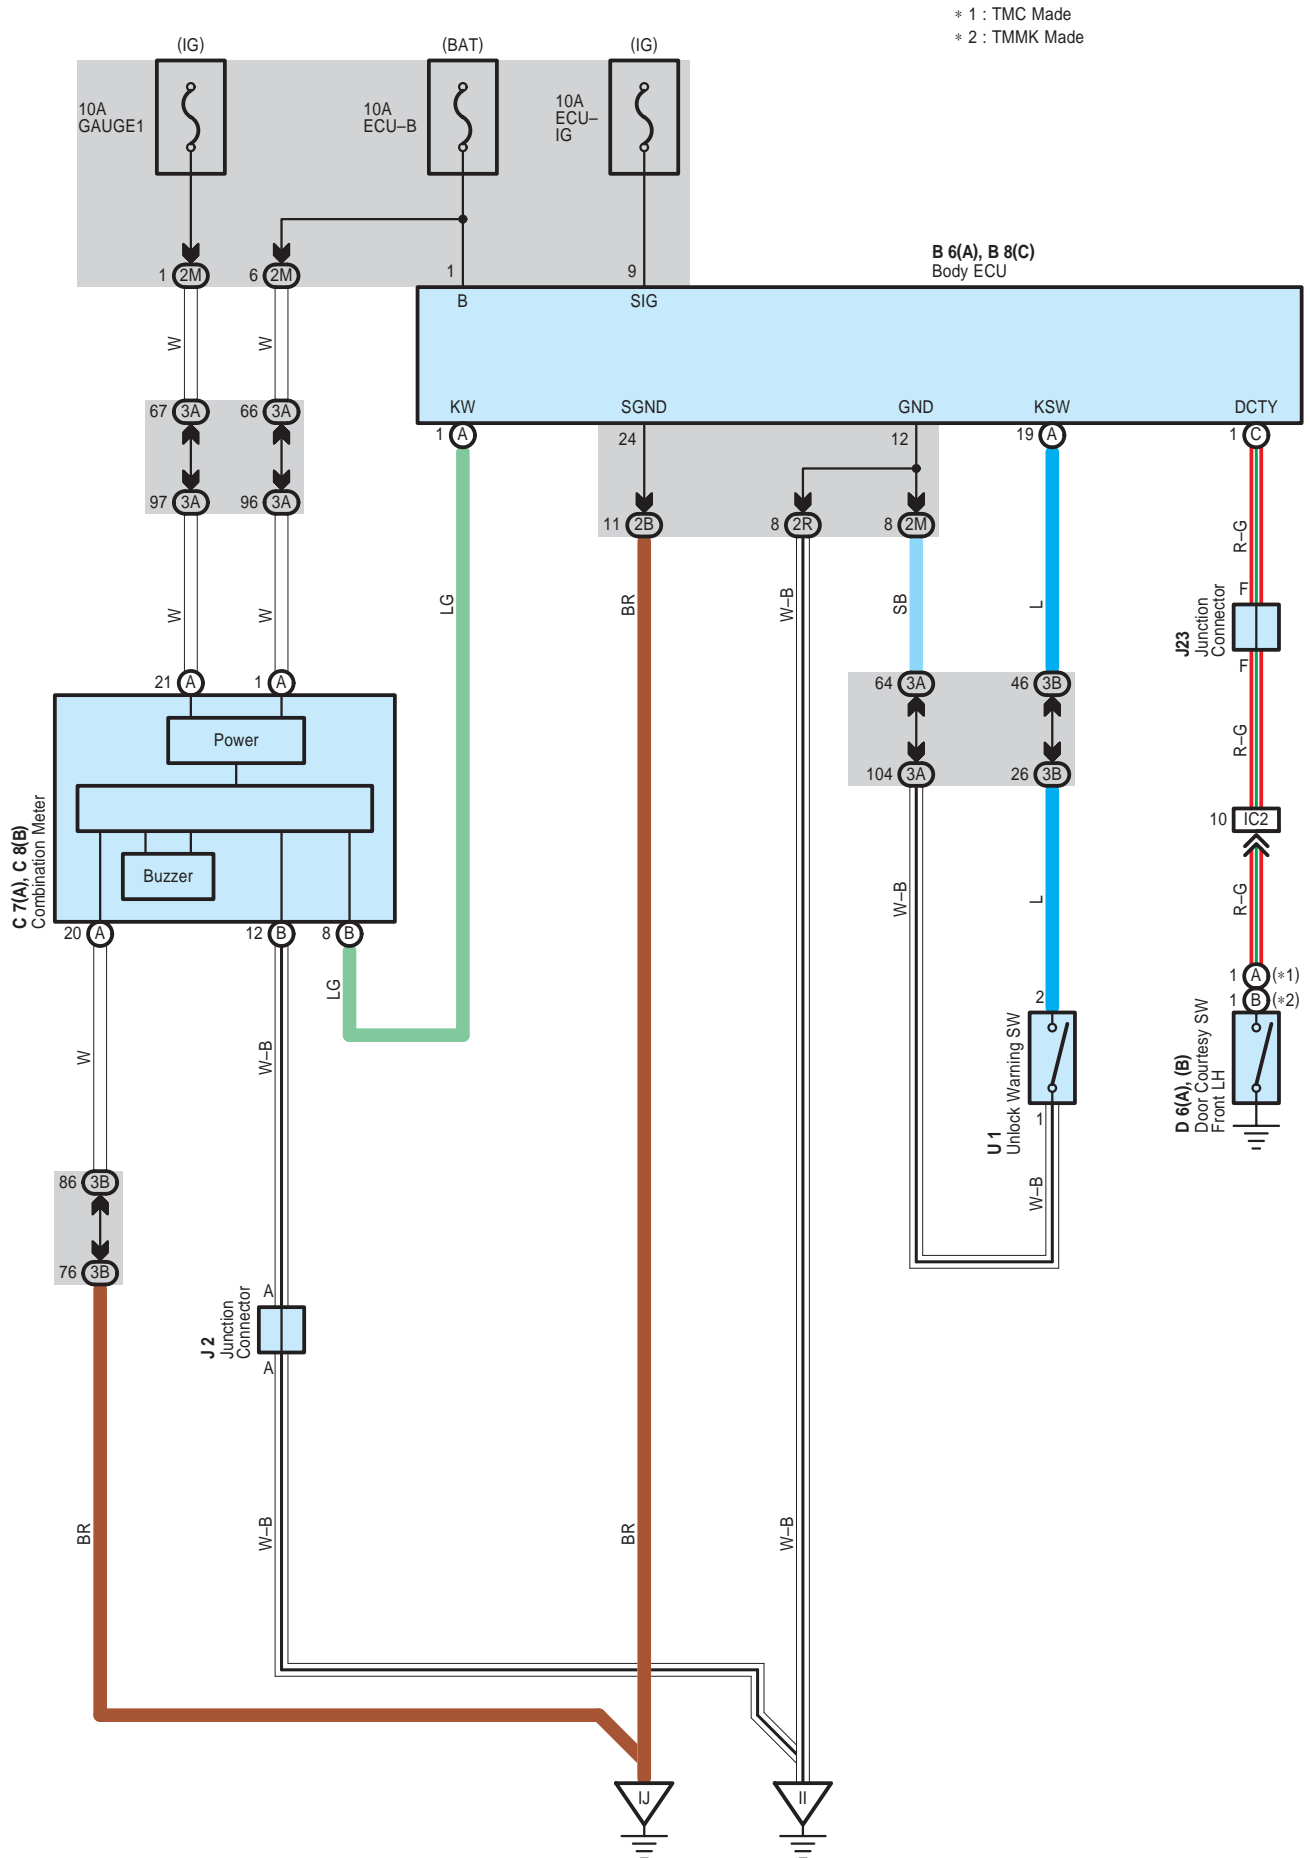 ∗ 1 : TMC Made
∗ 2 : TMMK Made
(IG)
(BAT)
(IG)
10A
GAUGE1
10A
ECU–B
10A
ECU–
IG
1 2M
6 2M
1
9
B 6(A), B 8(C)
Body ECU
B
SIG
W
W
67 3A
66 3A
KW
SGND
GND
KSW
DCTY
1 A
24
12
19 A
1 C
97 3A
96 3A
11 2B
8 2R
8 2M
R–G
W
W
LG
BR
W–B
SB
L
F
J23
Junction
Connector
F
21 A
1 A
64 3A
46 3B
Power
R–G
104 3A
26 3B
10 IC2
C 7(A), C 8(B)
Combination Meter
Buzzer
W–B
L
R–G
20 A
12 B
8 B
LG
1 A (∗1)
1 B (∗2)
2
W
W–B
U 1
Unlock Warning SW
D 6(A), (B)
Door Courtesy SW
Front LH
1
86 3B
W–B
76 3B
A
J 2
Junction
Connector
A
BR
W–B
BR
W–B
IJ
II